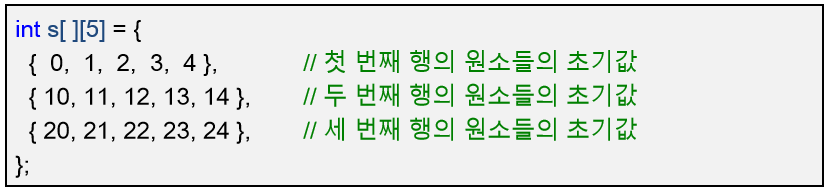 int s[ ][5] = {
{ 0, 1, 2, 3, 4 }, // 첫 번째 행의 원소들의 초기값
{ 10, 11, 12, 13, 14 }, // 두 번째 행의 원소들의 초기값
{ 20, 21, 22, 23, 24 }, // 세 번째 행의 원소들의 초기값
};